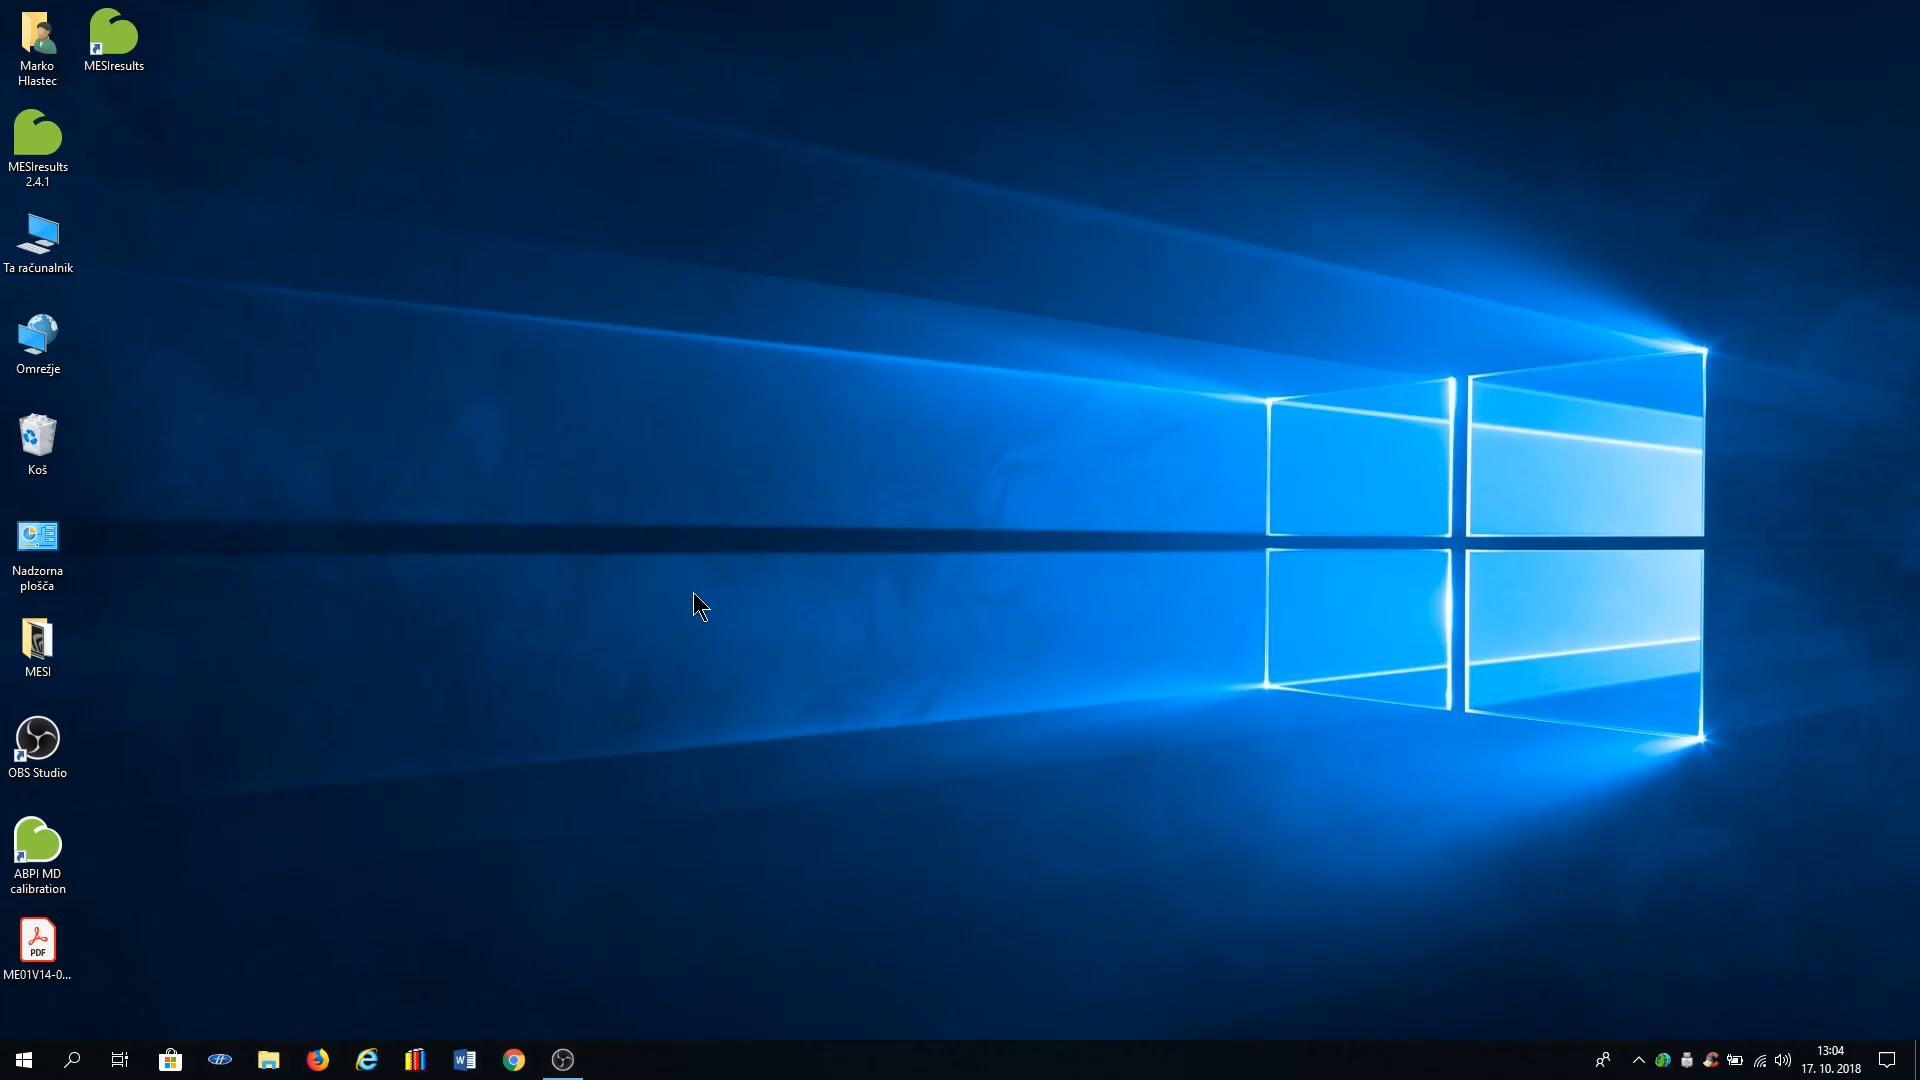 Marko
Hlastec
MESIresults
MESIresults
2.4.1
Ta računalnik
Omrežje
Koš
Nadzorna
plošča
MESI
OBS Studio
ABPI MD
calibration
PDF
ME01V14-0...
13:04
17. 10. 2018